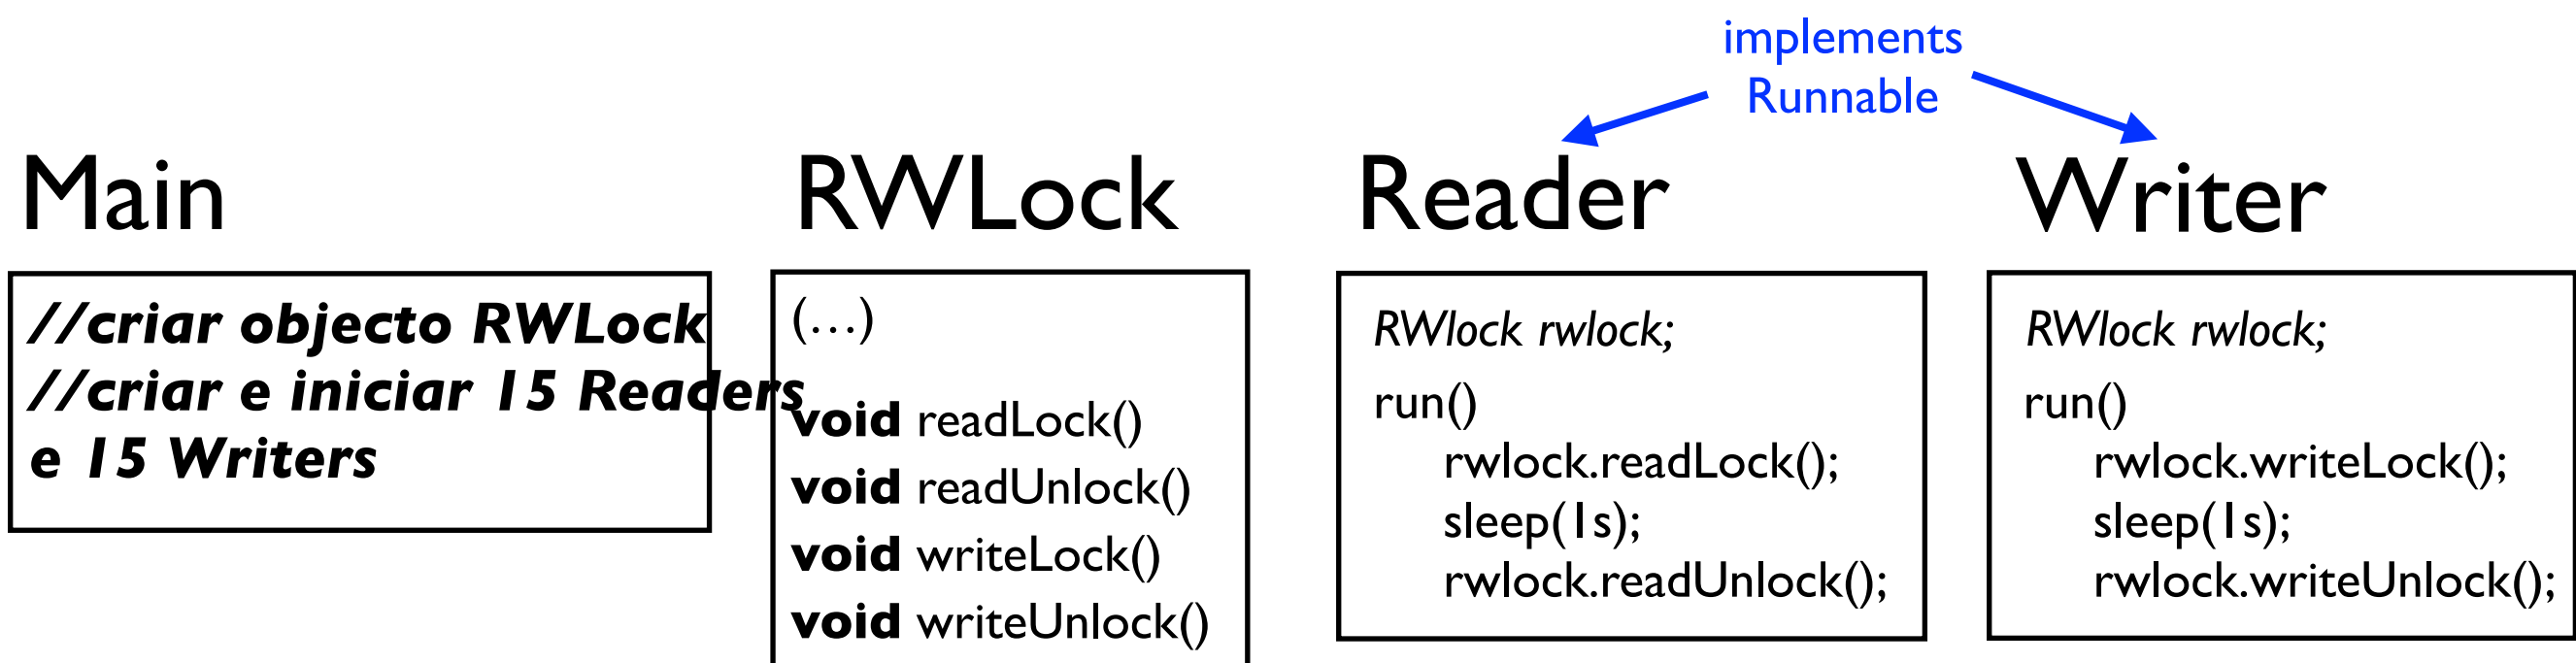 implements
Runnable
Main
//criar objecto RWLock
//criar e iniciar 15 Readers
e 15 Writers
RWLock
(…)
void readLock()
void readUnlock()
void writeLock()
void writeUnlock()
Reader
RWlock rwlock;
run()
rwlock.readLock();
sleep(1s);
rwlock.readUnlock();
Writer
RWlock rwlock;
run()
rwlock.writeLock();
sleep(1s);
rwlock.writeUnlock();